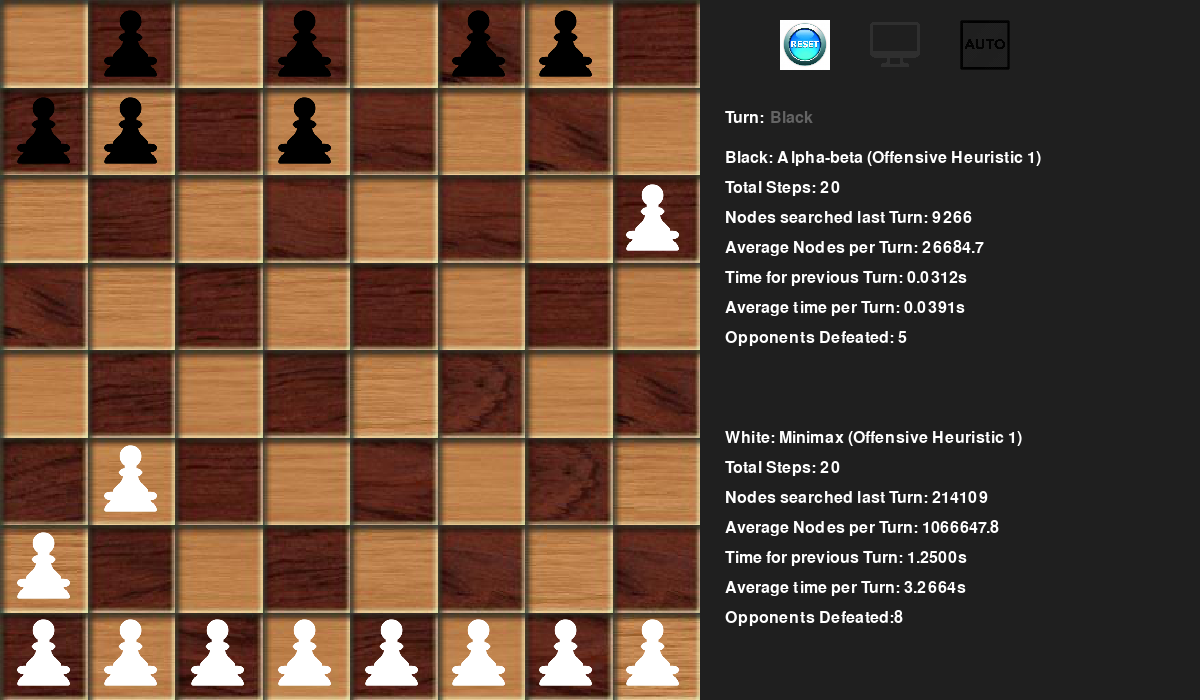 RESET
AUTO
Turn: Black
Black: Alpha-beta (Offensive Heuristic 1)
Total Steps: 20
Nodes searched last Turn: 9266
Average Nodes per Turn: 26684.7
Time for previous Turn: 0.0312s
Average time per Turn: 0.0391s
Opponents Defeated: 5
White: Minimax (Offensive Heuristic 1)
Total Steps: 20
Nodes searched last Turn: 214109
Average Nodes per Turn: 1066647.8
Time for previous Turn: 1.2500s
Average time per Turn: 3.2664s
Opponents Defeated:8